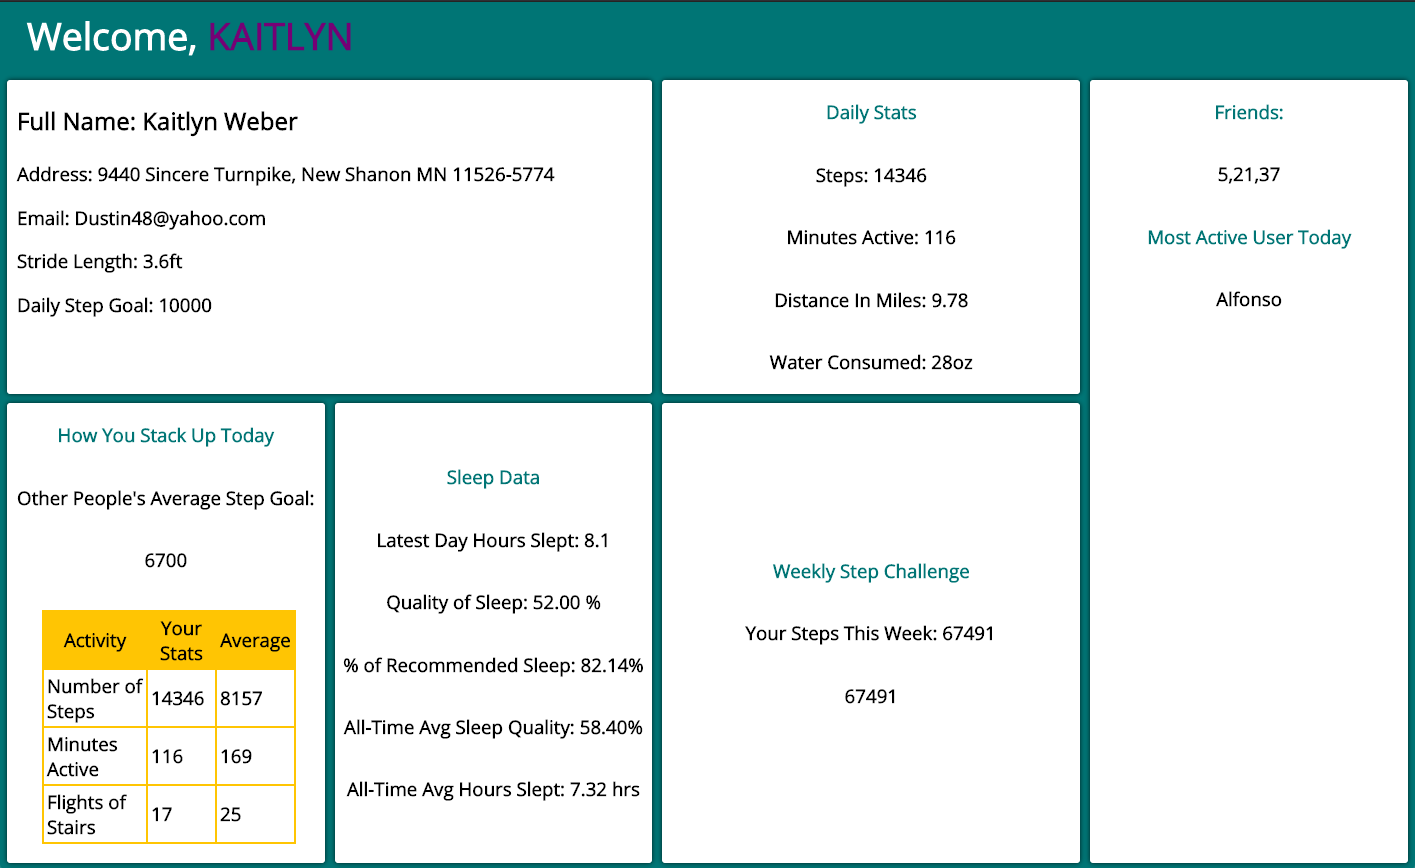 Welcome, KAITLYN
Full Name: Kaitlyn Weber
Address: 9440 Sincere Turnpike, New Shanon MN 11526-5774
Email: Dustin48@yahoo.com
Stride Length: 3.6ft
Daily Step Goal: 10000
Daily Stats
Steps: 14346
Minutes Active: 116
Distance In Miles: 9.78
Water Consumed: 28oz
Friends:
5,21,37
Most Active User Today
Alfonso
How You Stack Up Today
Other People's Average Step Goal:
6700
Activity Your Stats Average
Number of Steps 14346 8157
Minutes Active 116 169
Flights of Stairs 17 25
Sleep Data
Latest Day Hours Slept: 8.1
Quality of Sleep: 52.00 %
% of Recommended Sleep: 82.14%
All-Time Avg Sleep Quality: 58.40%
All-Time Avg Hours Slept: 7.32 hrs
Weekly Step Challenge
Your Steps This Week: 67491
67491